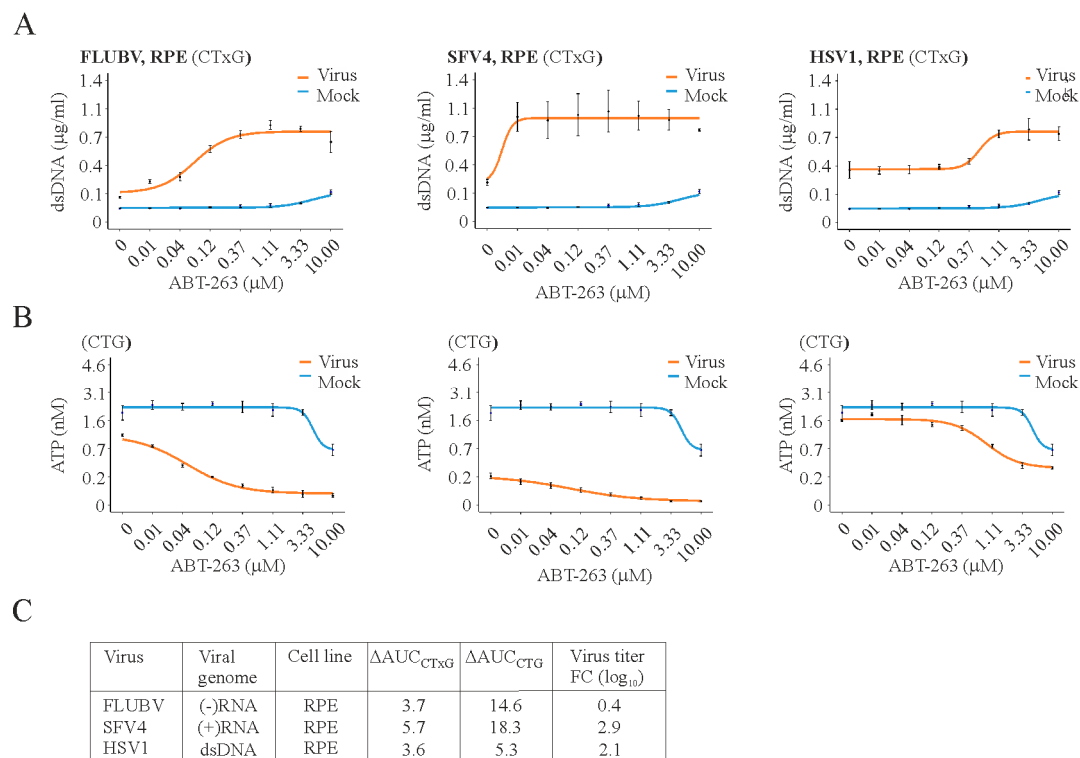 A
FLUBV, RPE (CTxG)
Virus
Mock
dsDNA (µg/ml)
1.4
1.1
0.7
0.4
0.1
0
0 0.01 0.04 0.12 0.37 1.11 3.33 10.00
ABT-263 (µM)
SFV4, RPE (CTxG)
Virus
Mock
dsDNA (µg/ml)
1.4
1.1
0.7
0.4
0.1
0
0 0.01 0.04 0.12 0.37 1.11 3.33 10.00
ABT-263 (µM)
HSV1, RPE (CTxG)
Virus
Mock
dsDNA (µg/ml)
1.4
1.1
0.7
0.4
0.1
0
0 0.01 0.04 0.12 0.37 1.11 3.33 10.00
ABT-263 (µM)
B
(CTG)
Virus
Mock
ATP (nM)
4.6
3.1
1.6
0.7
0.2
0
0 0.01 0.04 0.12 0.37 1.11 3.33 10.00
ABT-263 (µM)
(CTG)
Virus
Mock
ATP (nM)
4.6
3.1
1.6
0.7
0.2
0
0 0.01 0.04 0.12 0.37 1.11 3.33 10.00
ABT-263 (µM)
(CTG)
Virus
Mock
ATP (nM)
4.6
3.1
1.6
0.7
0.2
0
0 0.01 0.04 0.12 0.37 1.11 3.33 10.00
ABT-263 (µM)
C
Virus Viral genome Cell line ΔAUC_CTxG ΔAUC_CTG Virus titer FC (log₁₀)
FLUBV (-)RNA RPE 3.7 14.6 0.4
SFV4 (+)RNA RPE 5.7 18.3 2.9
HSV1 dsDNA RPE 3.6 5.3 2.1